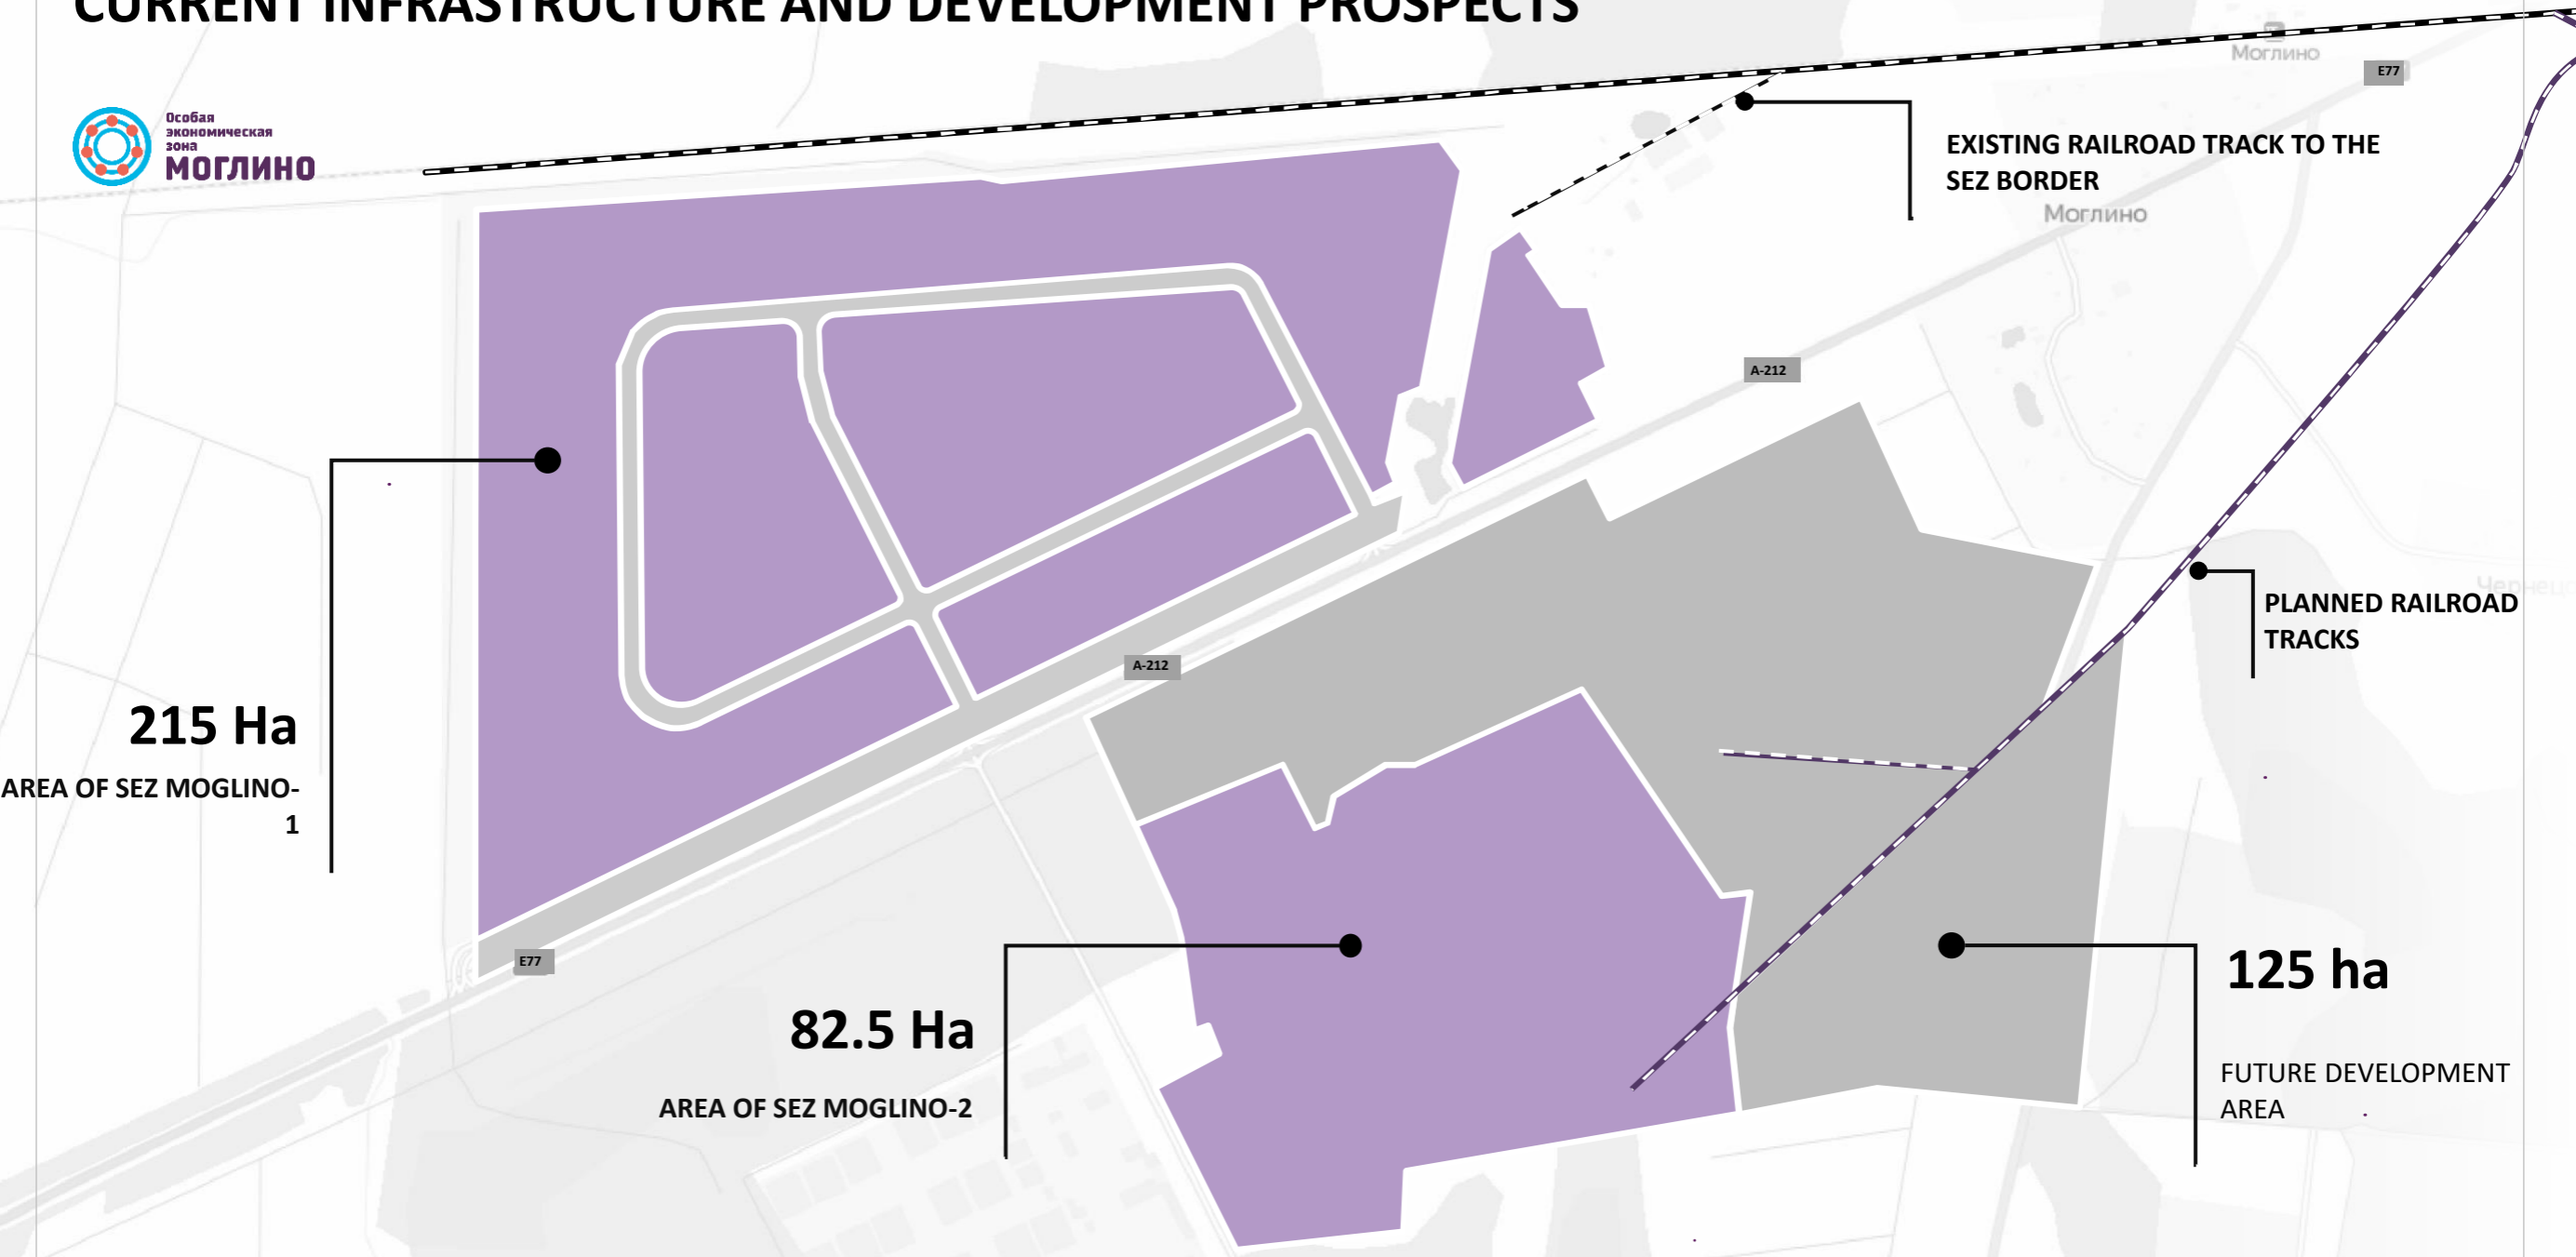 CURRENT INFRASTRUCTURE AND DEVELOPMENT PROSPECTS
Моглино
E77
Особая
экономическая
зона
МОГЛИНО
EXISTING RAILROAD TRACK TO THE
SEZ BORDER
Моглино
A-212
PLANNED RAILROAD
TRACKS
A-212
215 Ha
AREA OF SEZ MOGLINO-
1
E77
82.5 Ha
AREA OF SEZ MOGLINO-2
125 ha
FUTURE DEVELOPMENT
AREA